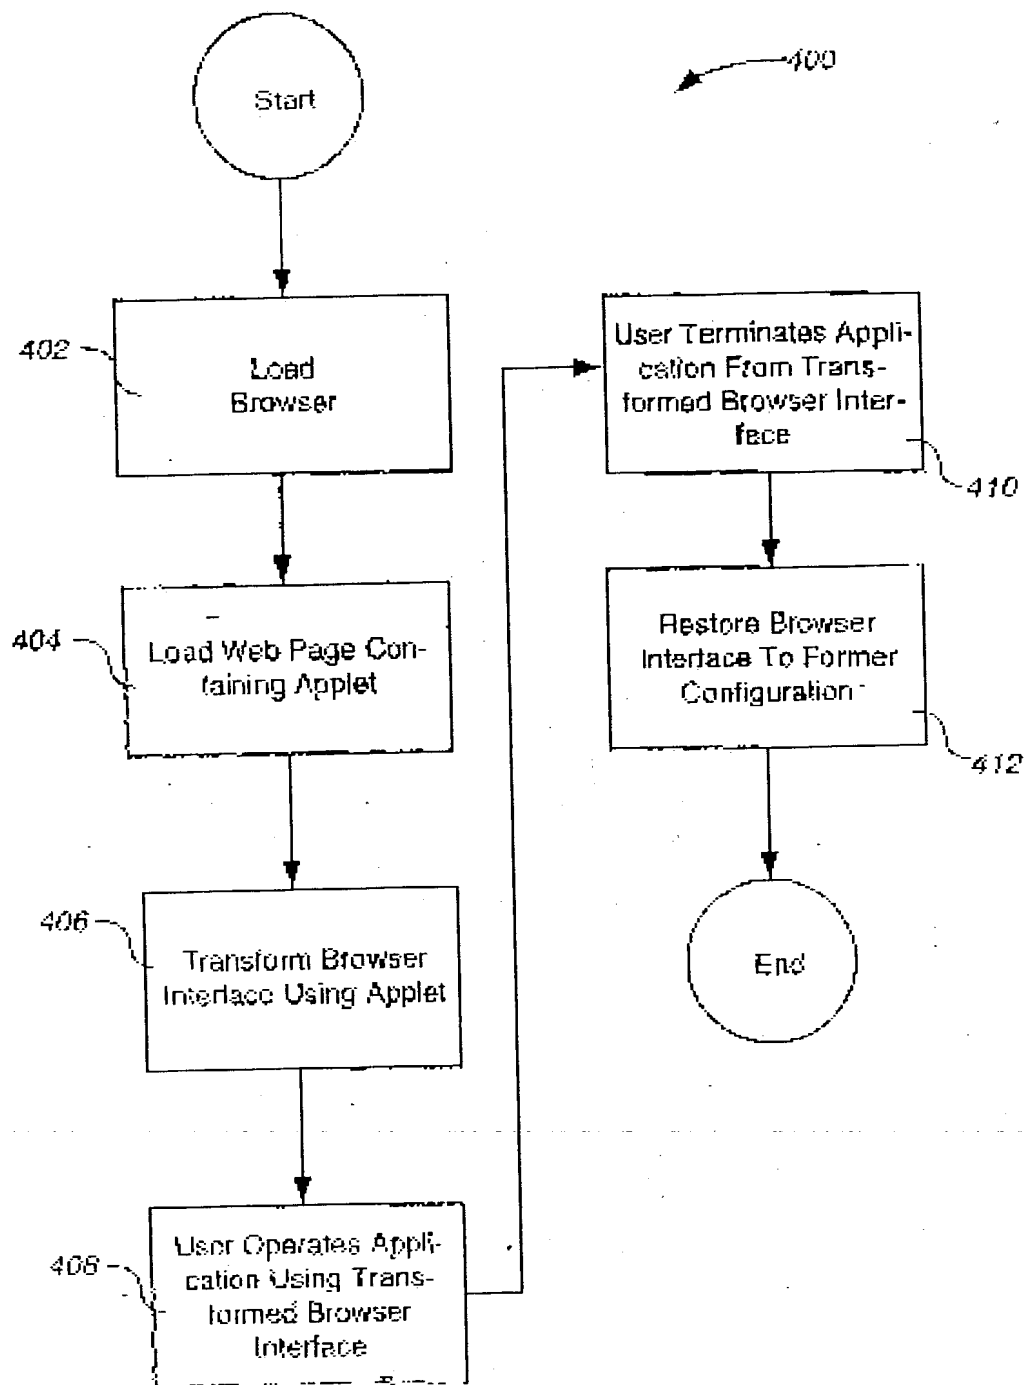 400
Start
402
Load
Browser
404
Load Web Page Con-
taining Applet
406
Transform Browser
Interface Using Applet
408
User Operates Appli-
cation Using Trans-
formed Browser
Interface
User Terminates Appli-
cation From Trans-
formed Browser Inter-
face
410
Restore Browser
Interface To Former
Configuration
412
End